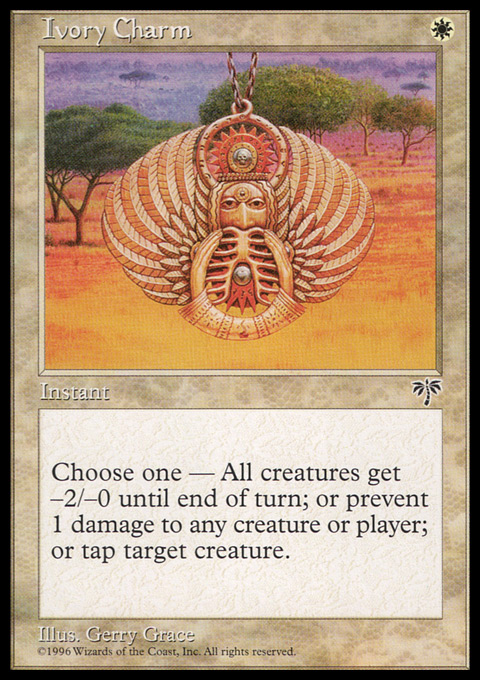 Ivory Charm
Instant
Choose one — All creatures get
–2/–0 until end of turn; or prevent
1 damage to any creature or player;
or tap target creature.
Illus. Gerry Grace
©1996 Wizards of the Coast, Inc. All rights reserved.